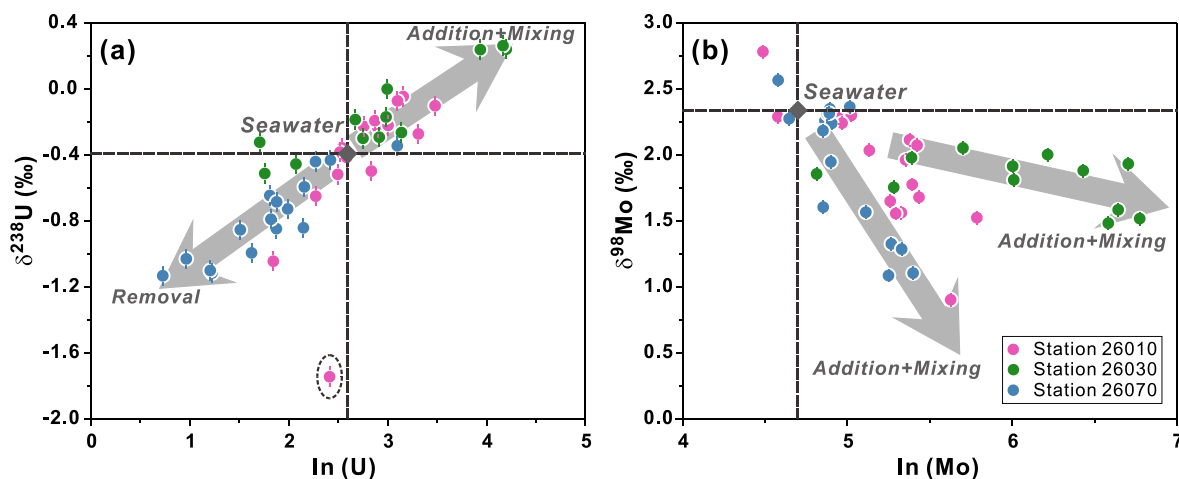 (a)
Addition+Mixing
Seawater
Removal
0.4
0.0
-0.4
-0.8
-1.2
-1.6
-2.0
δ²³⁸U (‰)
0 1 2 3 4 5
ln (U)
(b)
Seawater
Addition+Mixing
Addition+Mixing
Station 26010
Station 26030
Station 26070
3.0
2.5
2.0
1.5
1.0
0.5
0.0
δ⁹⁸Mo (‰)
4 5 6 7
ln (Mo)